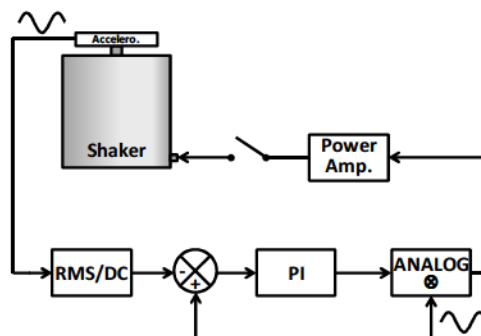 Accelero.
Shaker
Power
Amp.
RMS/DC
-
+
PI
ANALOG
⊗